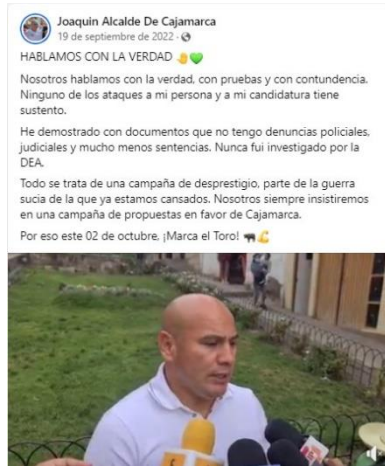 Joaquin Alcalde De Cajamarca
19 de septiembre de 2022 ·
HABLAMOS CON LA VERDAD 🤚💚
Nosotros hablamos con la verdad, con pruebas y con contundencia.
Ninguno de los ataques a mi persona y a mi candidatura tiene
sustento.
He demostrado con documentos que no tengo denuncias policiales,
judiciales y mucho menos sentencias. Nunca fui investigado por la
DEA.
Todo se trata de una campaña de desprestigio, parte de la guerra
sucia de la que ya estamos cansados. Nosotros siempre insistiremos
en una campaña de propuestas en favor de Cajamarca.
Por eso este 02 de octubre, ¡Marca el Toro! 🐃💪